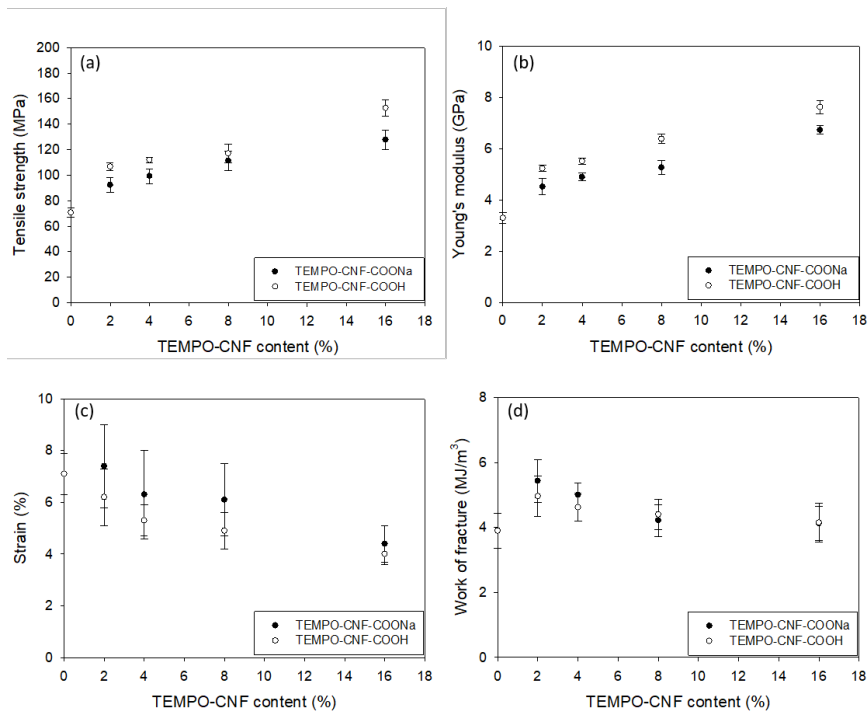 (a)
Tensile strength (MPa)
200
180
160
140
120
100
80
60
40
20
0
TEMPO-CNF-COONa
TEMPO-CNF-COOH
0 2 4 6 8 10 12 14 16 18
TEMPO-CNF content (%)
(b)
Young's modulus (GPa)
10
8
6
4
2
0
TEMPO-CNF-COONa
TEMPO-CNF-COOH
0 2 4 6 8 10 12 14 16 18
TEMPO-CNF content (%)
(c)
Strain (%)
10
8
6
4
2
0
TEMPO-CNF-COONa
TEMPO-CNF-COOH
0 2 4 6 8 10 12 14 16 18
TEMPO-CNF content (%)
(d)
Work of fracture (MJ/m³)
8
6
4
2
0
TEMPO-CNF-COONa
TEMPO-CNF-COOH
0 2 4 6 8 10 12 14 16 18
TEMPO-CNF content (%)